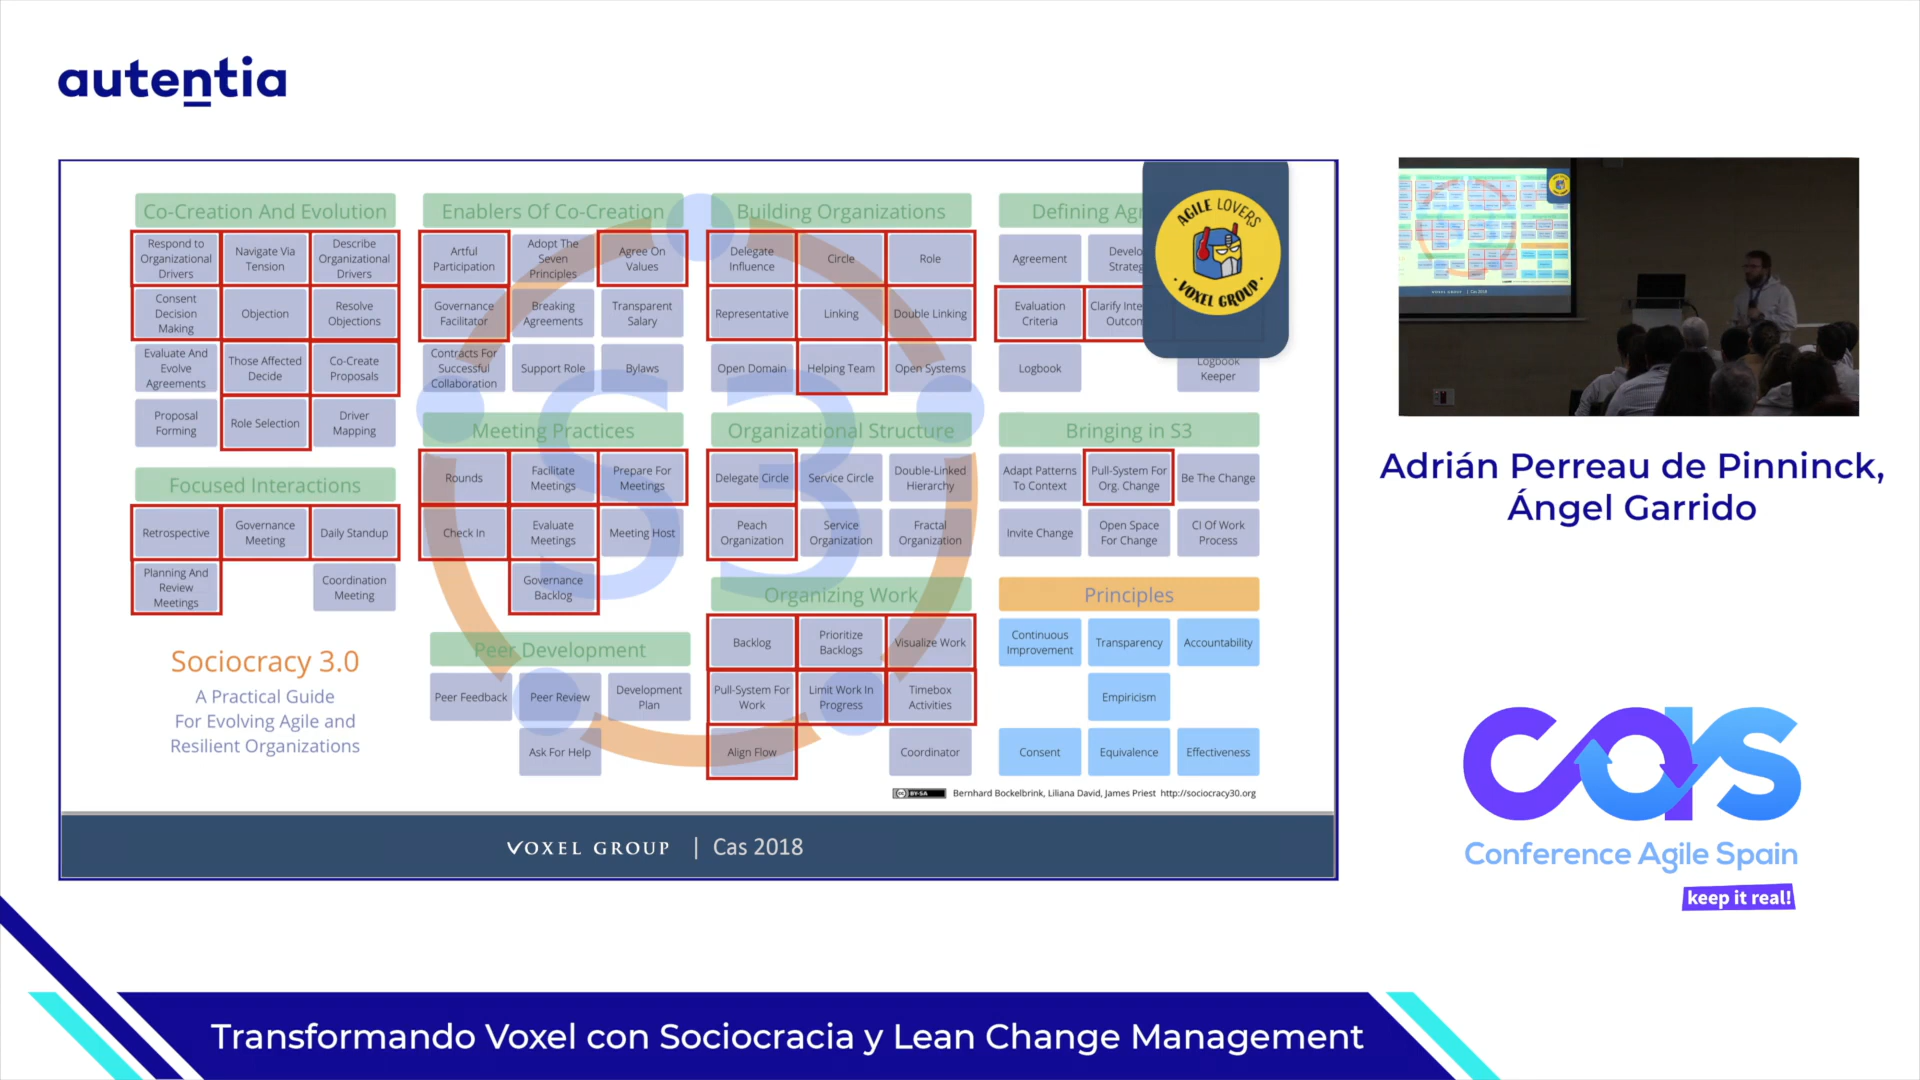 autentia
Co-Creation And Evolution
Respond to
Organizational
Drivers
Navigate Via
Tension
Describe
Organizational
Drivers
Consent
Decision
Making
Objection
Resolve
Objections
Evaluate And
Evolve
Agreements
Those Affected
Decide
Co-Create
Proposals
Proposal
Forming
Role Selection
Driver
Mapping
Focused Interactions
Retrospective
Governance
Meeting
Daily Standup
Planning And
Review
Meetings
Coordination
Meeting
Sociocracy 3.0
A Practical Guide
For Evolving Agile and
Resilient Organizations
Enablers Of Co-Creation
Artful
Participation
Adopt The
Seven
Principles
Agree On
Values
Governance
Facilitator
Breaking
Agreements
Transparent
Salary
Contracts For
Successful
Collaboration
Support Role
Bylaws
Meeting Practices
Rounds
Facilitate
Meetings
Prepare For
Meetings
Check In
Evaluate
Meetings
Meeting Host
Governance
Backlog
Peer Development
Peer Feedback
Peer Review
Development
Plan
Ask For Help
S3
Building Organizations
Delegate
Influence
Circle
Role
Representative
Linking
Double Linking
Open Domain
Helping Team
Open Systems
Organizational Structure
Delegate Circle
Service Circle
Double-Linked
Hierarchy
Peach
Organization
Service
Organization
Fractal
Organization
Organizing Work
Backlog
Prioritize
Backlogs
Visualize Work
Pull-System For
Work
Limit Work In
Progress
Timebox
Activities
Align Flow
Coordinator
Defining Agr
Agreement
Develo
Strateg
Evaluation
Criteria
Clarify Inte
Outcom
Logbook
Logbook
Keeper
AGILE LOVERS
· VOXEL GROUP ·
Bringing in S3
Adapt Patterns
To Context
Pull-System For
Org. Change
Be The Change
Invite Change
Open Space
For Change
CI Of Work
Process
Principles
Continuous
Improvement
Transparency
Accountability
Empiricism
Consent
Equivalence
Effectiveness
BY-SA
Bernhard Bockelbrink, Liliana David, James Priest http://sociocracy30.org
VOXEL GROUP | Cas 2018
Adrián Perreau de Pinninck,
Ángel Garrido
cas
Conference Agile Spain
keep it real!
Transformando Voxel con Sociocracia y Lean Change Management